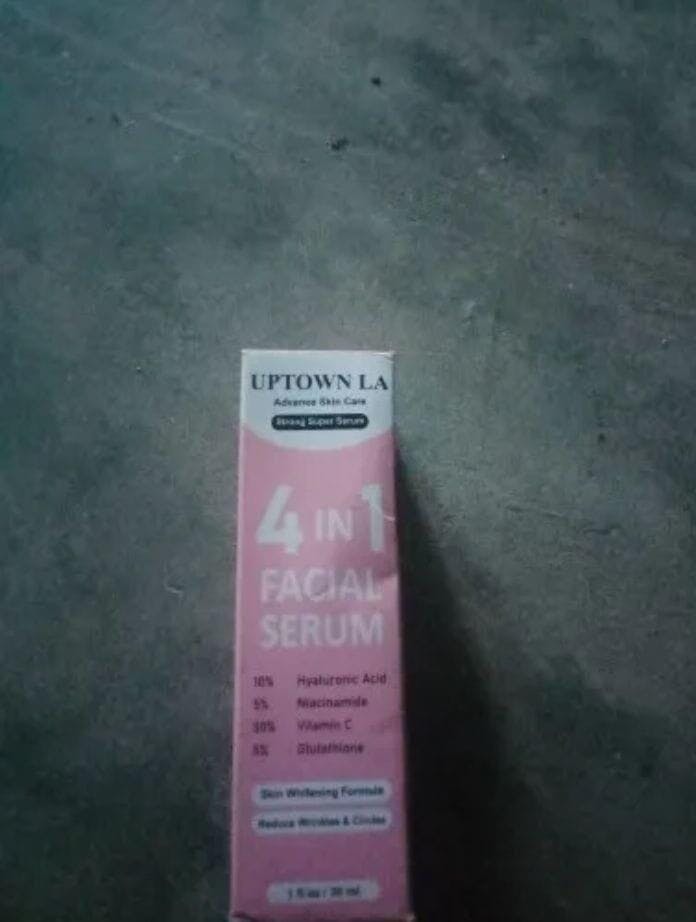 UPTOWN LA
Advance Skin Care
Strong Super Serum
4 IN 1
FACIAL
SERUM
10% Hyaluronic Acid
5% Niacinamide
Vitamin C
5% Glutathione
Skin Whitening Formula
Reduce Wrinkles & Circles
1 fl oz / 30 ml